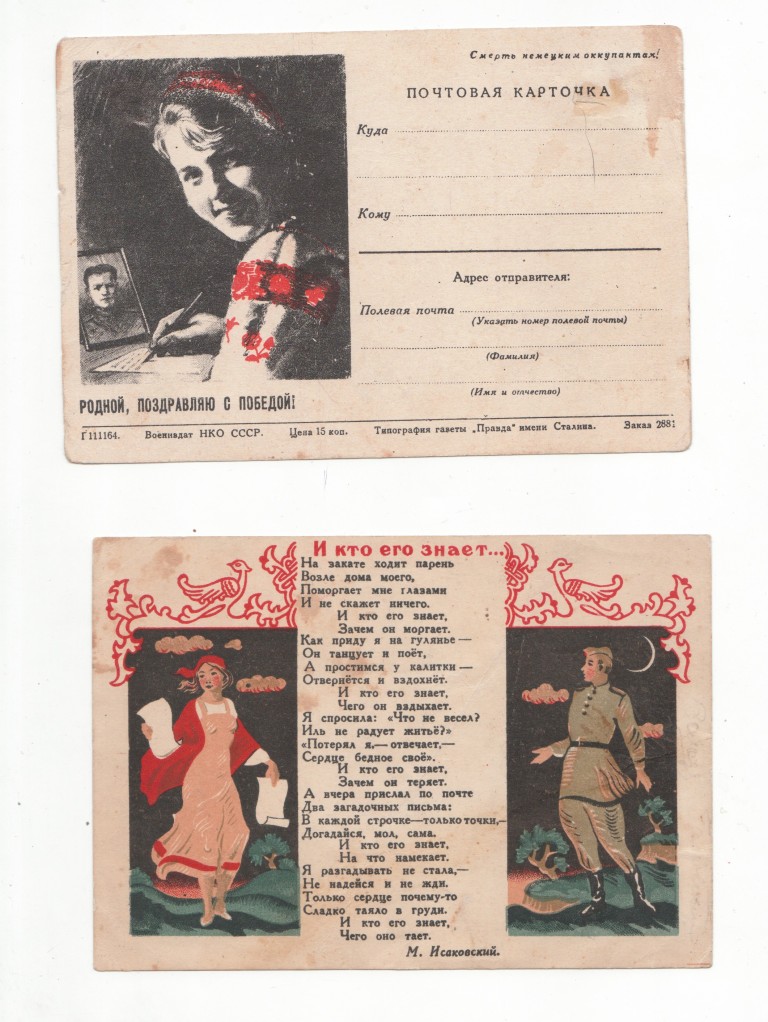 Смерть немецким оккупантам!
ПОЧТОВАЯ КАРТОЧКА
Куда
Кому
Адрес отправителя:
Полевая почта
(Указать номер полевой почты)
(Фамилия)
(Имя и отчество)
РОДНОЙ, ПОЗДРАВЛЯЮ С ПОБЕДОЙ!
Г111164. Воениздат НКО СССР. Цена 15 коп. Типография газеты „Правда" имени Сталина. Заказ 2881
И кто его знает...
На закате ходит парень
Возле дома моего,
Поморгает мне глазами
И не скажет ничего.
И кто его знает,
Зачем он моргает.
Как приду я на гулянье —
Он танцует и поёт,
А простимся у калитки —
Отвернётся и вздохнёт.
И кто его знает,
Чего он вздыхает.
Я спросила: «Что не весел?
Иль не радует житьё?»
«Потерял я,— отвечает,—
Сердце бедное своё».
И кто его знает,
Зачем он теряет.
А вчера прислал по почте
Два загадочных письма:
В каждой строчке—только точки,—
Догадайся, мол, сама.
И кто его знает,
На что намекает.
Я разгадывать не стала,—
Не надейся и не жди.
Только сердце почему-то
Сладко таяло в груди.
И кто его знает,
Чего оно тает.
М. Исаковский.